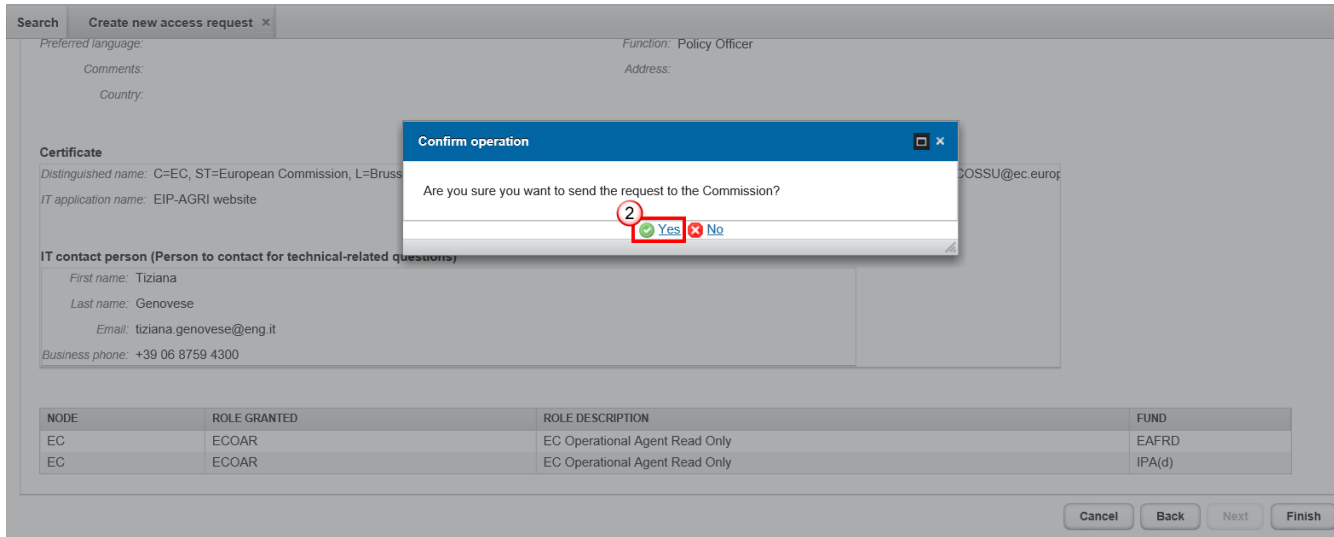 Search Create new access request ×
Preferred language: Function: Policy Officer
Comments: Address:
Country:
Confirm operation ×
Certificate
Distinguished name: C=EC, ST=European Commission, L=Bruss COSSU@ec.europ
Are you sure you want to send the request to the Commission?
IT application name: EIP-AGRI website
2
Yes No
IT contact person (Person to contact for technical-related questions)
First name: Tiziana
Last name: Genovese
Email: tiziana.genovese@eng.it
Business phone: +39 06 8759 4300
NODE ROLE GRANTED ROLE DESCRIPTION FUND
EC ECOAR EC Operational Agent Read Only EAFRD
EC ECOAR EC Operational Agent Read Only IPA(d)
Cancel Back Next Finish